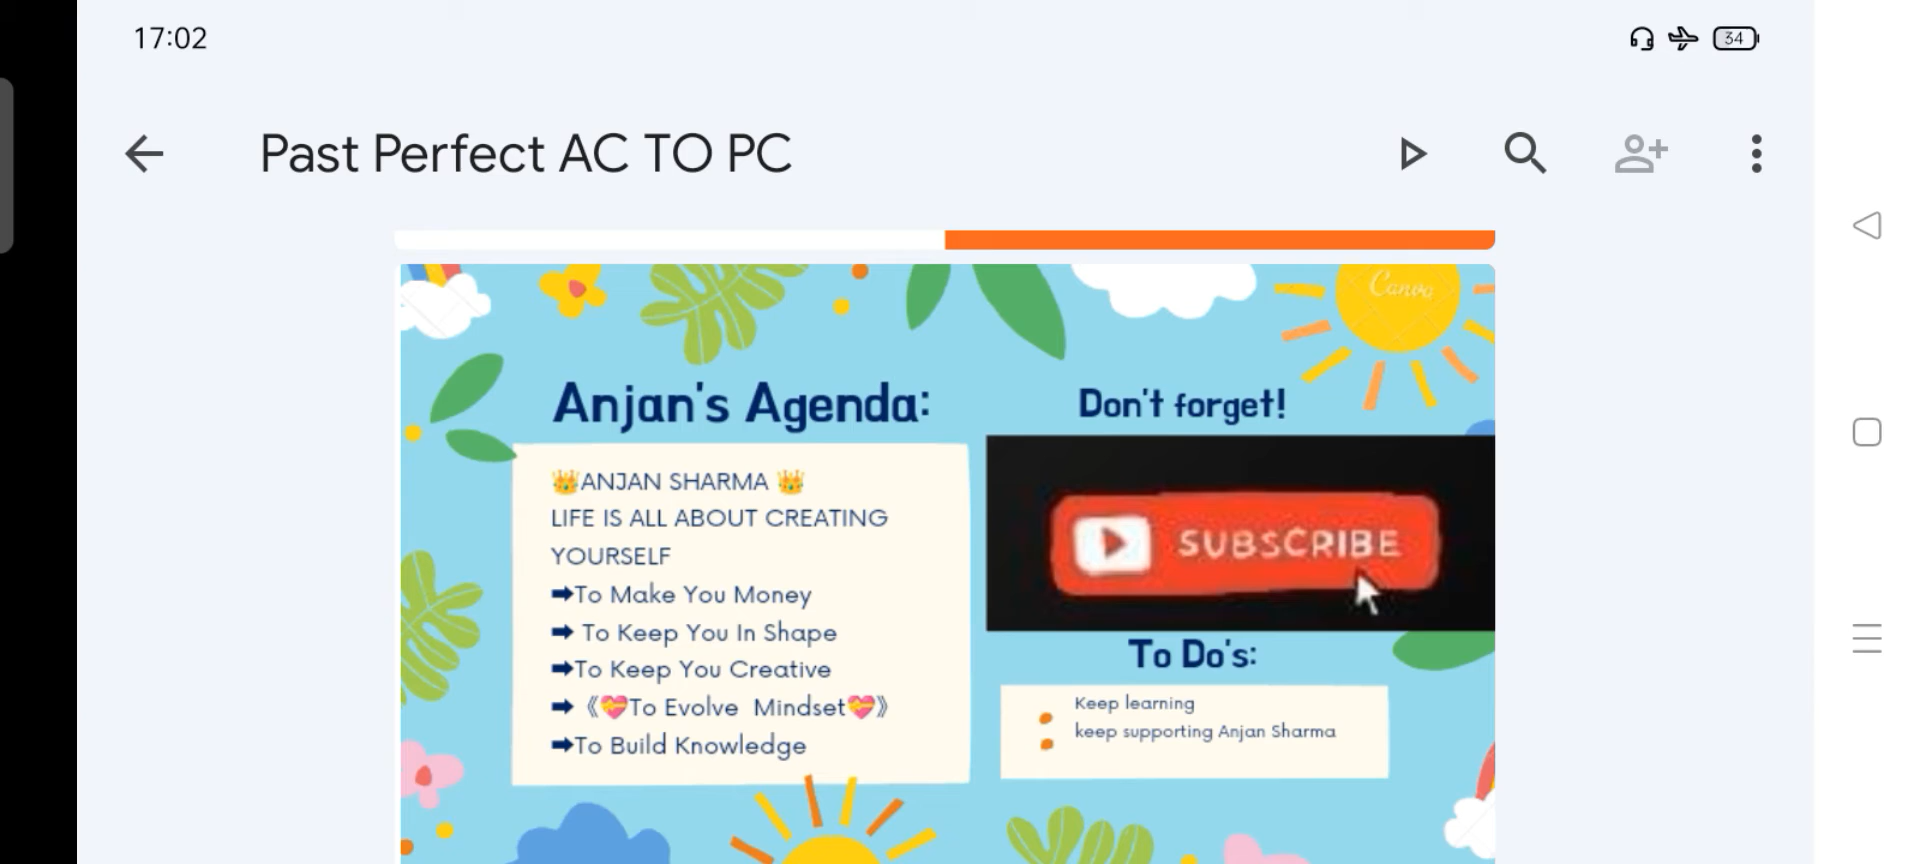 17:02
34
Past Perfect AC TO PC
Canva
Anjan's Agenda:
Don't forget!
👑ANJAN SHARMA 👑
LIFE IS ALL ABOUT CREATING
YOURSELF
➡To Make You Money
➡ To Keep You In Shape
➡To Keep You Creative
➡ 《💝To Evolve  Mindset💝》
➡To Build Knowledge
SUBSCRIBE
To Do's:
Keep learning
keep supporting Anjan Sharma